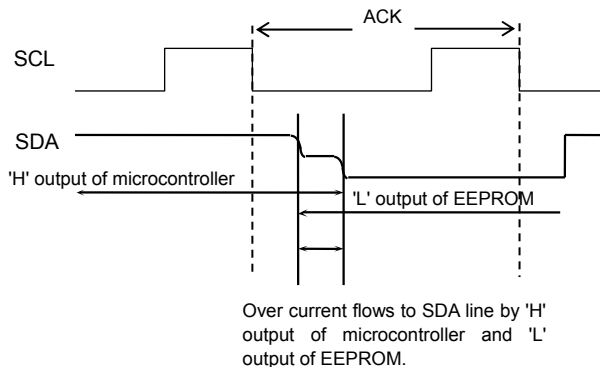 ACK
SCL
SDA
'H' output of microcontroller
'L' output of EEPROM
Over current flows to SDA line by 'H'
output of microcontroller and 'L'
output of EEPROM.